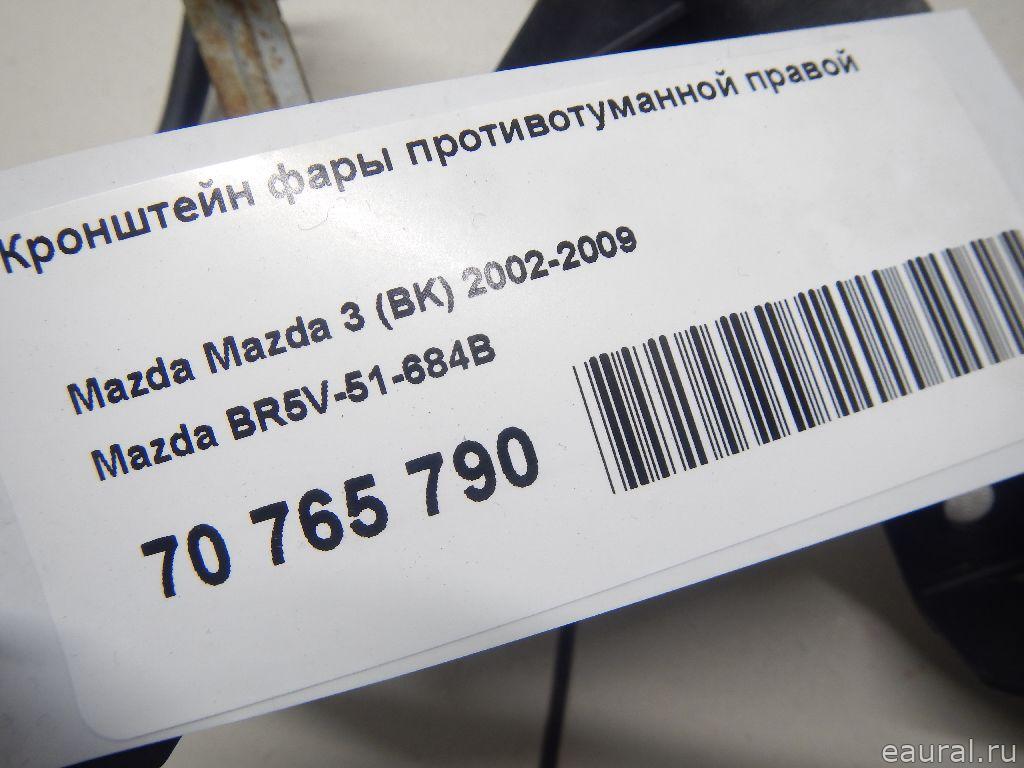 Кронштейн фары противотуманной правой
Mazda Mazda 3 (BK) 2002-2009
Mazda BR5V-51-684B
70 765 790
eaural.ru